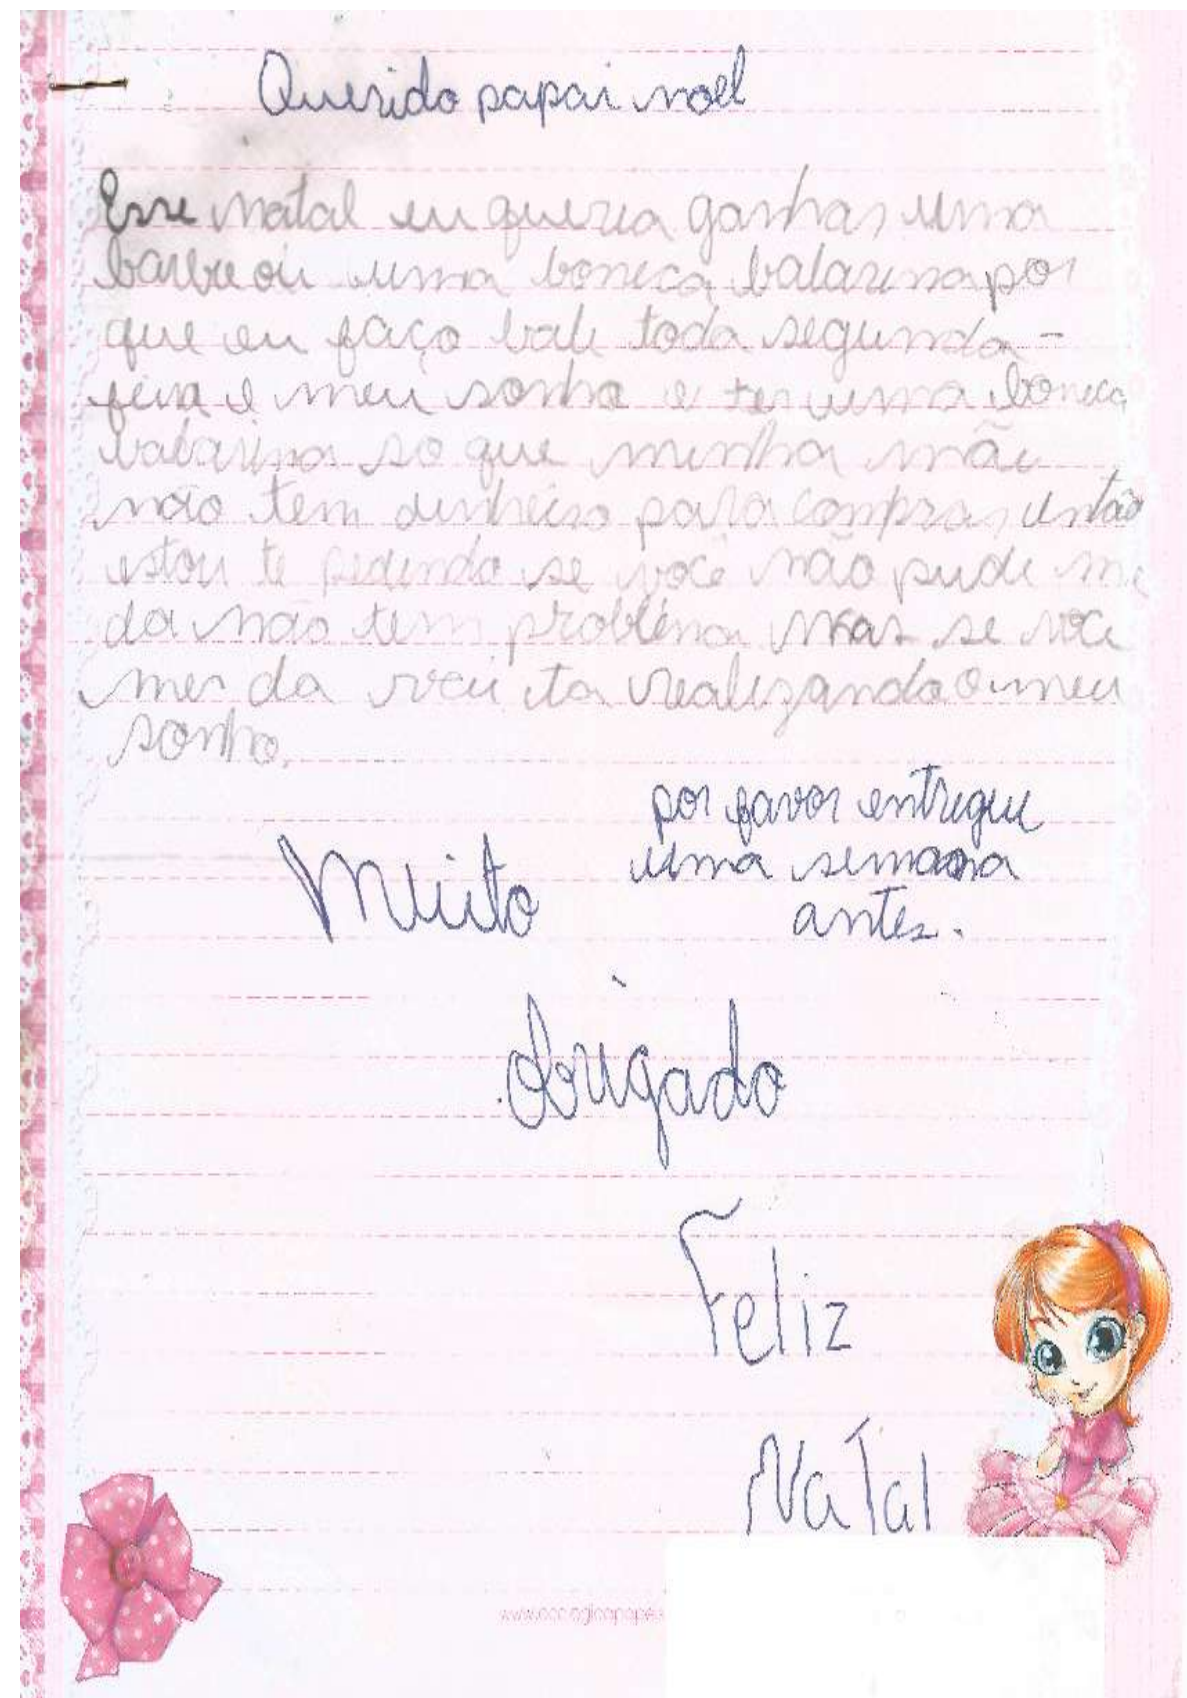 Querido papai noel
Esse natal eu queria ganhar uma
barbie ou uma boneca balarina por
que eu faço bale toda segunda-
feira e meu sonho e ter uma boneca
balarina so que minha mãe
não tem dinheiro para comprar então
estou te pedindo se você não pude me
da não tem problema mas se você
me da ta realizando o meu
sonho.
por favor entregue
uma semana
antes.
Muito
obrigado
Feliz
Natal